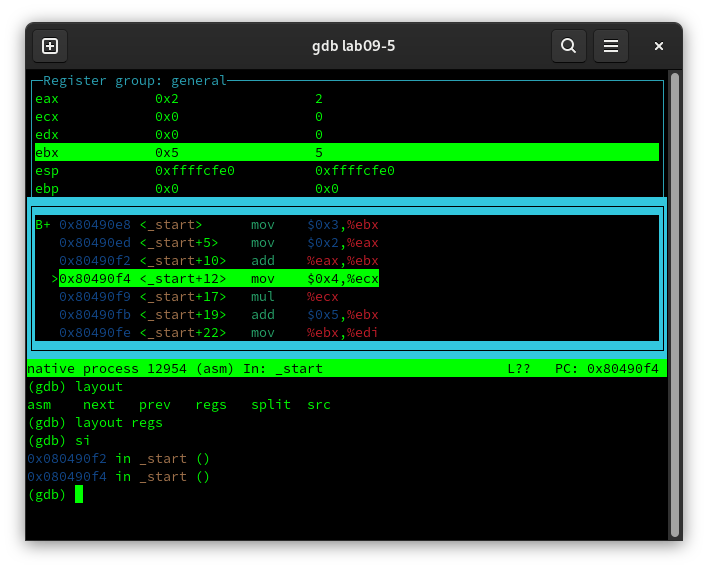 gdb lab09-5
Register group: general
eax 0x2 2
ecx 0x0 0
edx 0x0 0
ebx 0x5 5
esp 0xffffcfe0 0xffffcfe0
ebp 0x0 0x0
B+ 0x80490e8 <_start> mov $0x3,%ebx
0x80490ed <_start+5> mov $0x2,%eax
0x80490f2 <_start+10> add %eax,%ebx
>0x80490f4 <_start+12> mov $0x4,%ecx
0x80490f9 <_start+17> mul %ecx
0x80490fb <_start+19> add $0x5,%ebx
0x80490fe <_start+22> mov %ebx,%edi
native process 12954 (asm) In: _start L?? PC: 0x80490f4
(gdb) layout
asm next prev regs split src
(gdb) layout regs
(gdb) si
0x080490f2 in _start ()
0x080490f4 in _start ()
(gdb)